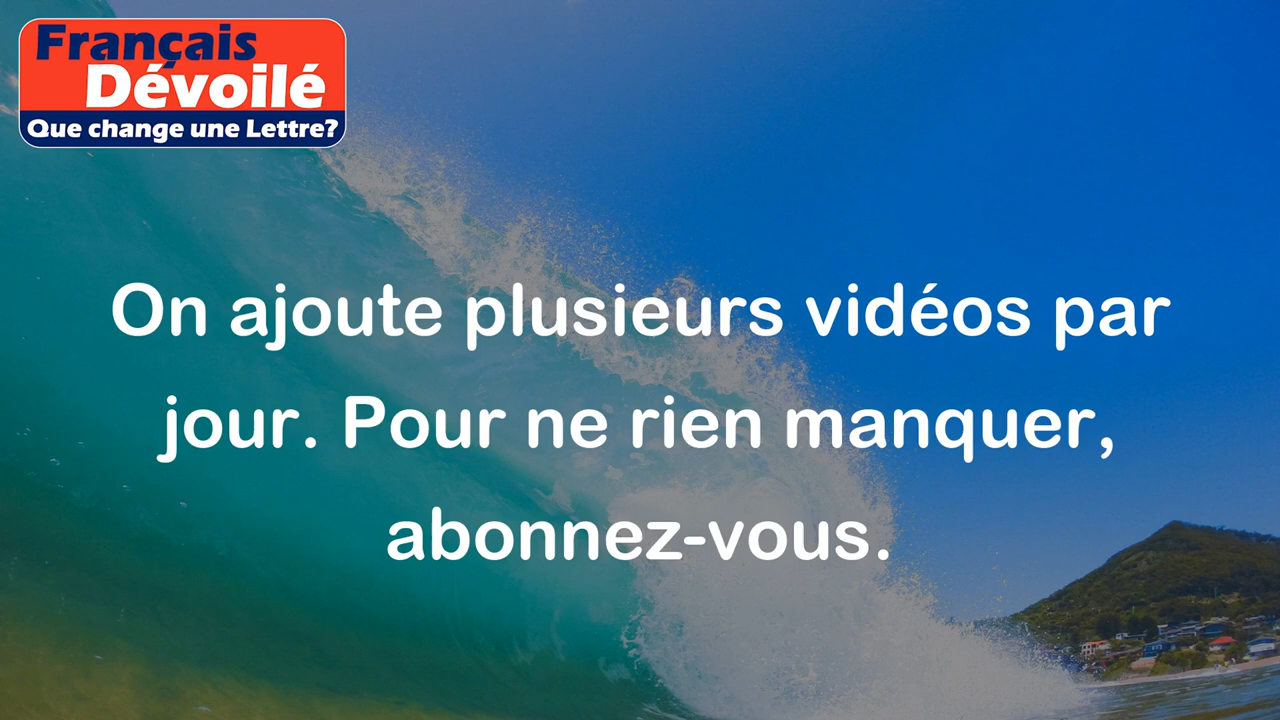 Français
Dévoilé
Que change une Lettre?
On ajoute plusieurs vidéos par
jour. Pour ne rien manquer,
abonnez-vous.